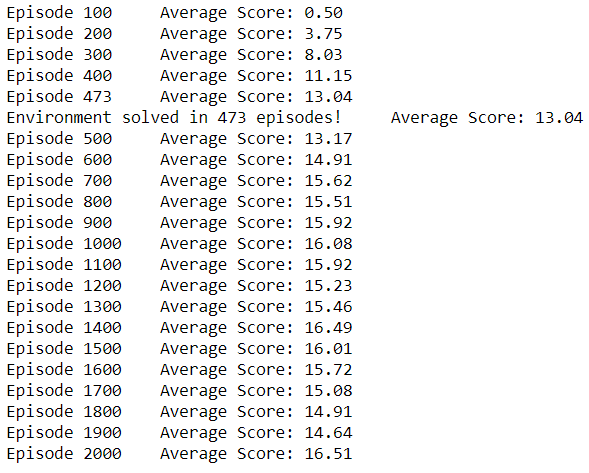 Episode 100     Average Score: 0.50
Episode 200     Average Score: 3.75
Episode 300     Average Score: 8.03
Episode 400     Average Score: 11.15
Episode 473     Average Score: 13.04
Environment solved in 473 episodes!     Average Score: 13.04
Episode 500     Average Score: 13.17
Episode 600     Average Score: 14.91
Episode 700     Average Score: 15.62
Episode 800     Average Score: 15.51
Episode 900     Average Score: 15.92
Episode 1000    Average Score: 16.08
Episode 1100    Average Score: 15.92
Episode 1200    Average Score: 15.23
Episode 1300    Average Score: 15.46
Episode 1400    Average Score: 16.49
Episode 1500    Average Score: 16.01
Episode 1600    Average Score: 15.72
Episode 1700    Average Score: 15.08
Episode 1800    Average Score: 14.91
Episode 1900    Average Score: 14.64
Episode 2000    Average Score: 16.51